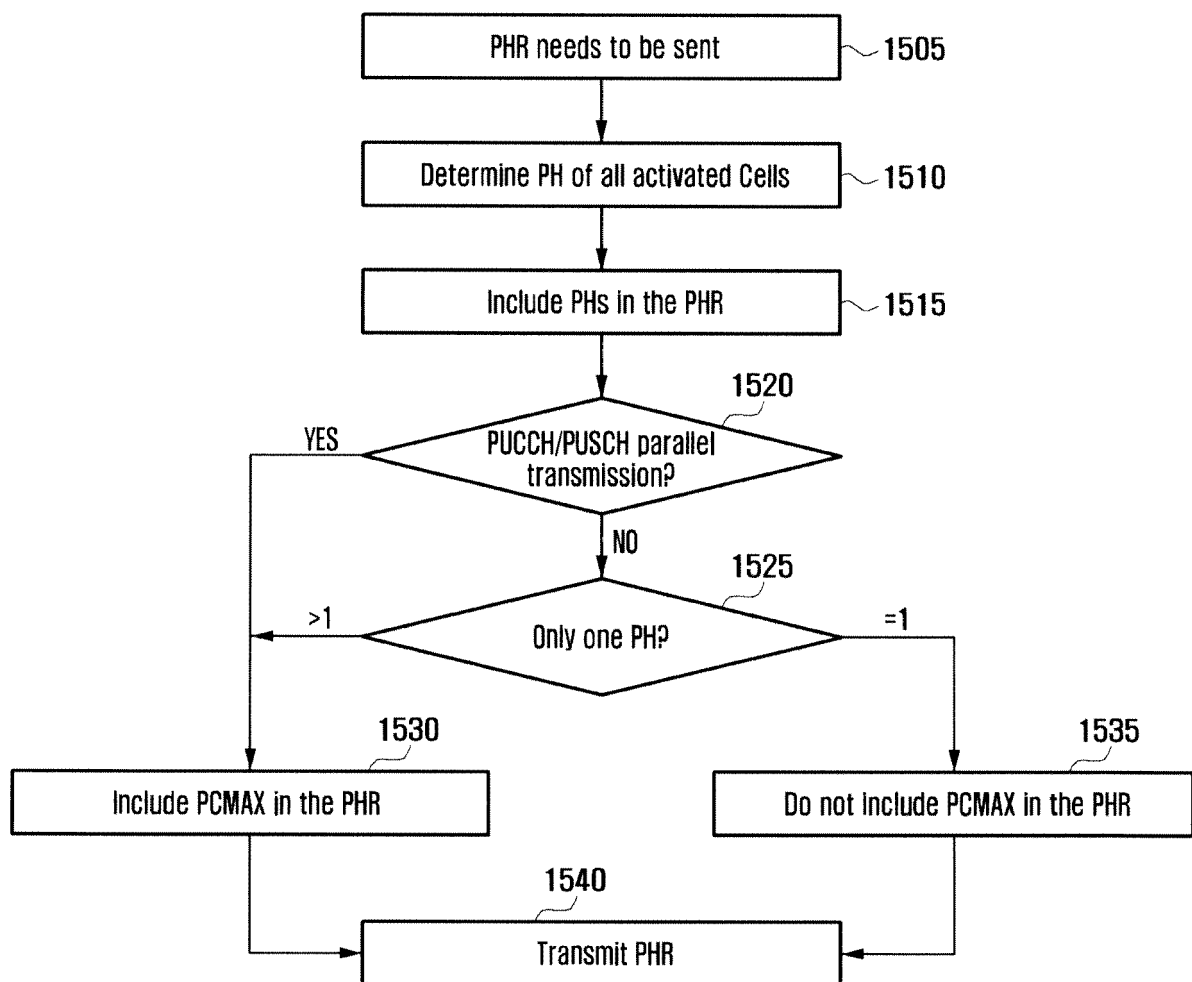 PHR needs to be sent
1505
Determine PH of all activated Cells
1510
Include PHs in the PHR
1515
1520
YES
PUCCH/PUSCH parallel
transmission?
NO
1525
>1
Only one PH?
=1
1530
1535
Include PCMAX in the PHR
Do not include PCMAX in the PHR
1540
Transmit PHR